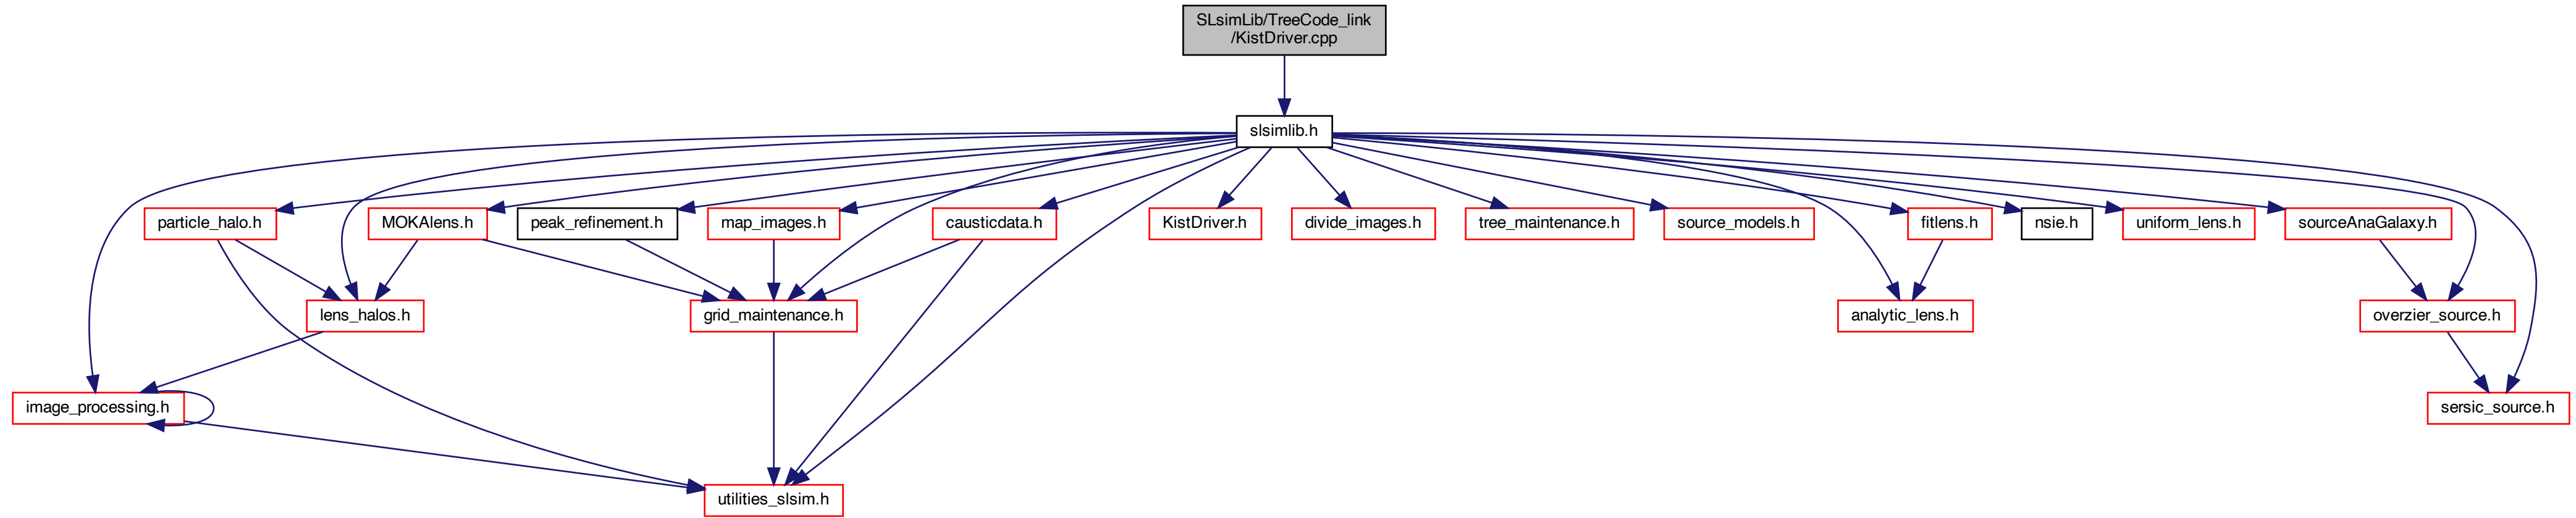 SLsimLib/TreeCode_link
/KistDriver.cpp
slsimlib.h
particle_halo.h
MOKAlens.h
peak_refinement.h
map_images.h
causticdata.h
KistDriver.h
divide_images.h
tree_maintenance.h
source_models.h
fitlens.h
nsie.h
uniform_lens.h
sourceAnaGalaxy.h
lens_halos.h
grid_maintenance.h
analytic_lens.h
overzier_source.h
image_processing.h
sersic_source.h
utilities_slsim.h